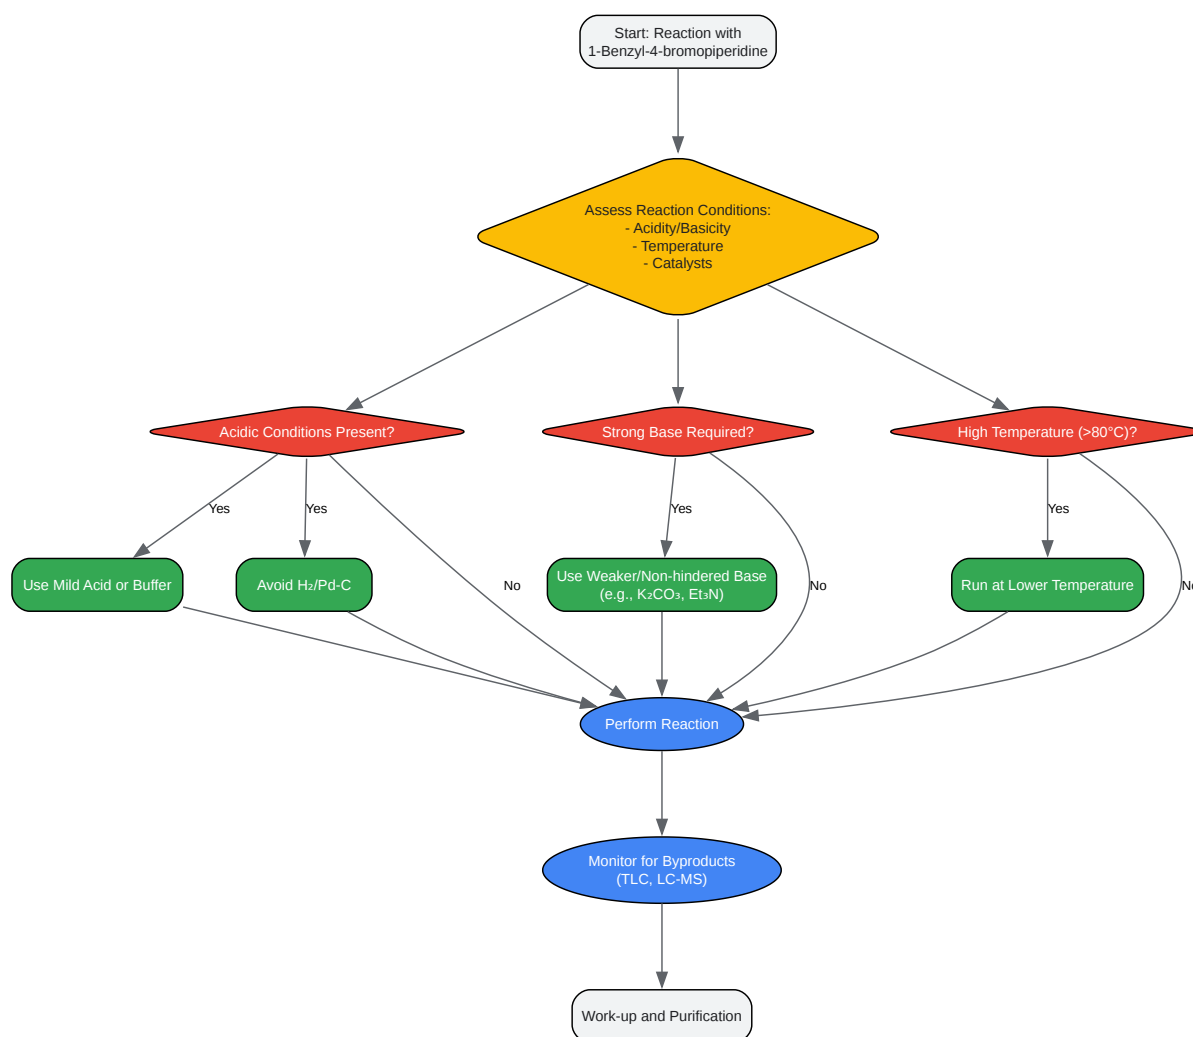 Start: Reaction with
1-Benzyl-4-bromopiperidine
Assess Reaction Conditions:
- Acidity/Basicity
- Temperature
- Catalysts
Acidic Conditions Present?
Strong Base Required?
High Temperature (>80°C)?
Yes
Yes
Yes
Yes
Use Mild Acid or Buffer
Avoid H₂/Pd-C
No
Use Weaker/Non-hindered Base
(e.g., K₂CO₃, Et₃N)
No
Run at Lower Temperature
No
Perform Reaction
Monitor for Byproducts
(TLC, LC-MS)
Work-up and Purification